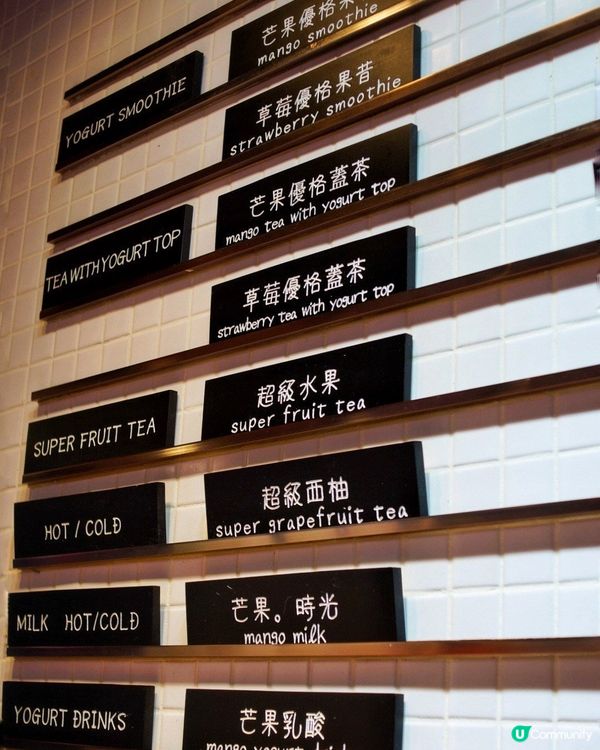 芒果優格果昔
mango smoothie
YOGURT SMOOTHIE
草莓優格果昔
strawberry smoothie
芒果優格蓋茶
mango tea with yogurt top
TEA WITH YOGURT TOP
草莓優格蓋茶
strawberry tea with yogurt top
超級水果
super fruit tea
SUPER FRUIT TEA
超級西柚
super grapefruit tea
HOT / COLD
芒果。時光
mango milk
MILK HOT/COLD
芒果乳酸
mango yogurt
YOGURT DRINKS
U Community